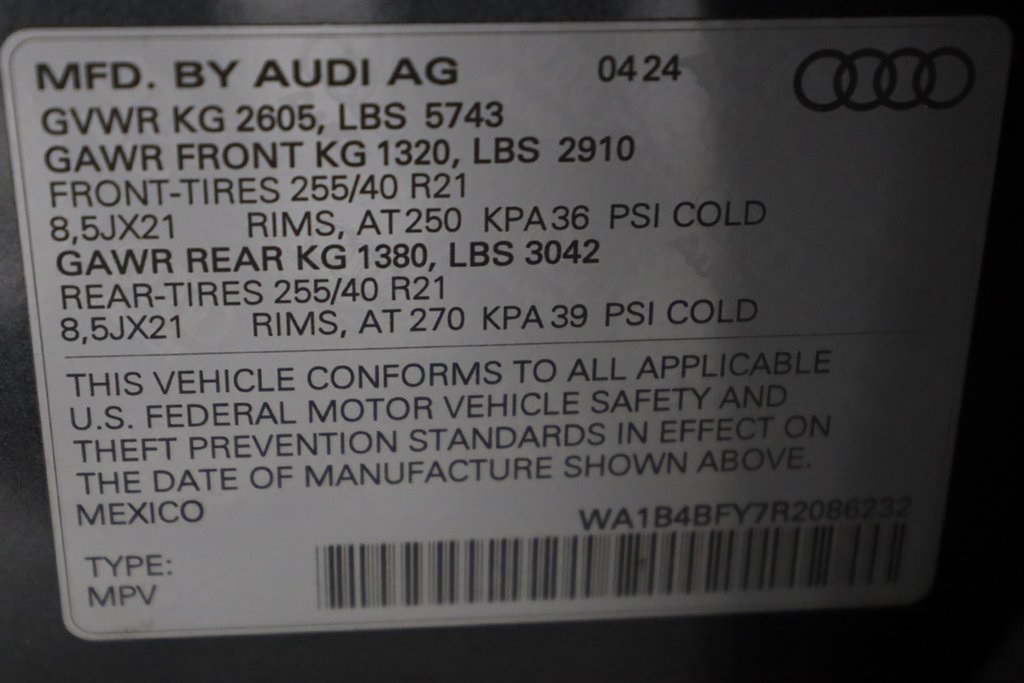 MFD. BY AUDI AG 04 24
GVWR KG 2605, LBS 5743
GAWR FRONT KG 1320, LBS 2910
FRONT-TIRES 255/40 R21
8,5JX21 RIMS, AT 250 KPA 36 PSI COLD
GAWR REAR KG 1380, LBS 3042
REAR-TIRES 255/40 R21
8,5JX21 RIMS, AT 270 KPA 39 PSI COLD
THIS VEHICLE CONFORMS TO ALL APPLICABLE
U.S. FEDERAL MOTOR VEHICLE SAFETY AND
THEFT PREVENTION STANDARDS IN EFFECT ON
THE DATE OF MANUFACTURE SHOWN ABOVE.
MEXICO
WA1B4BFY7R2086232
TYPE:
MPV